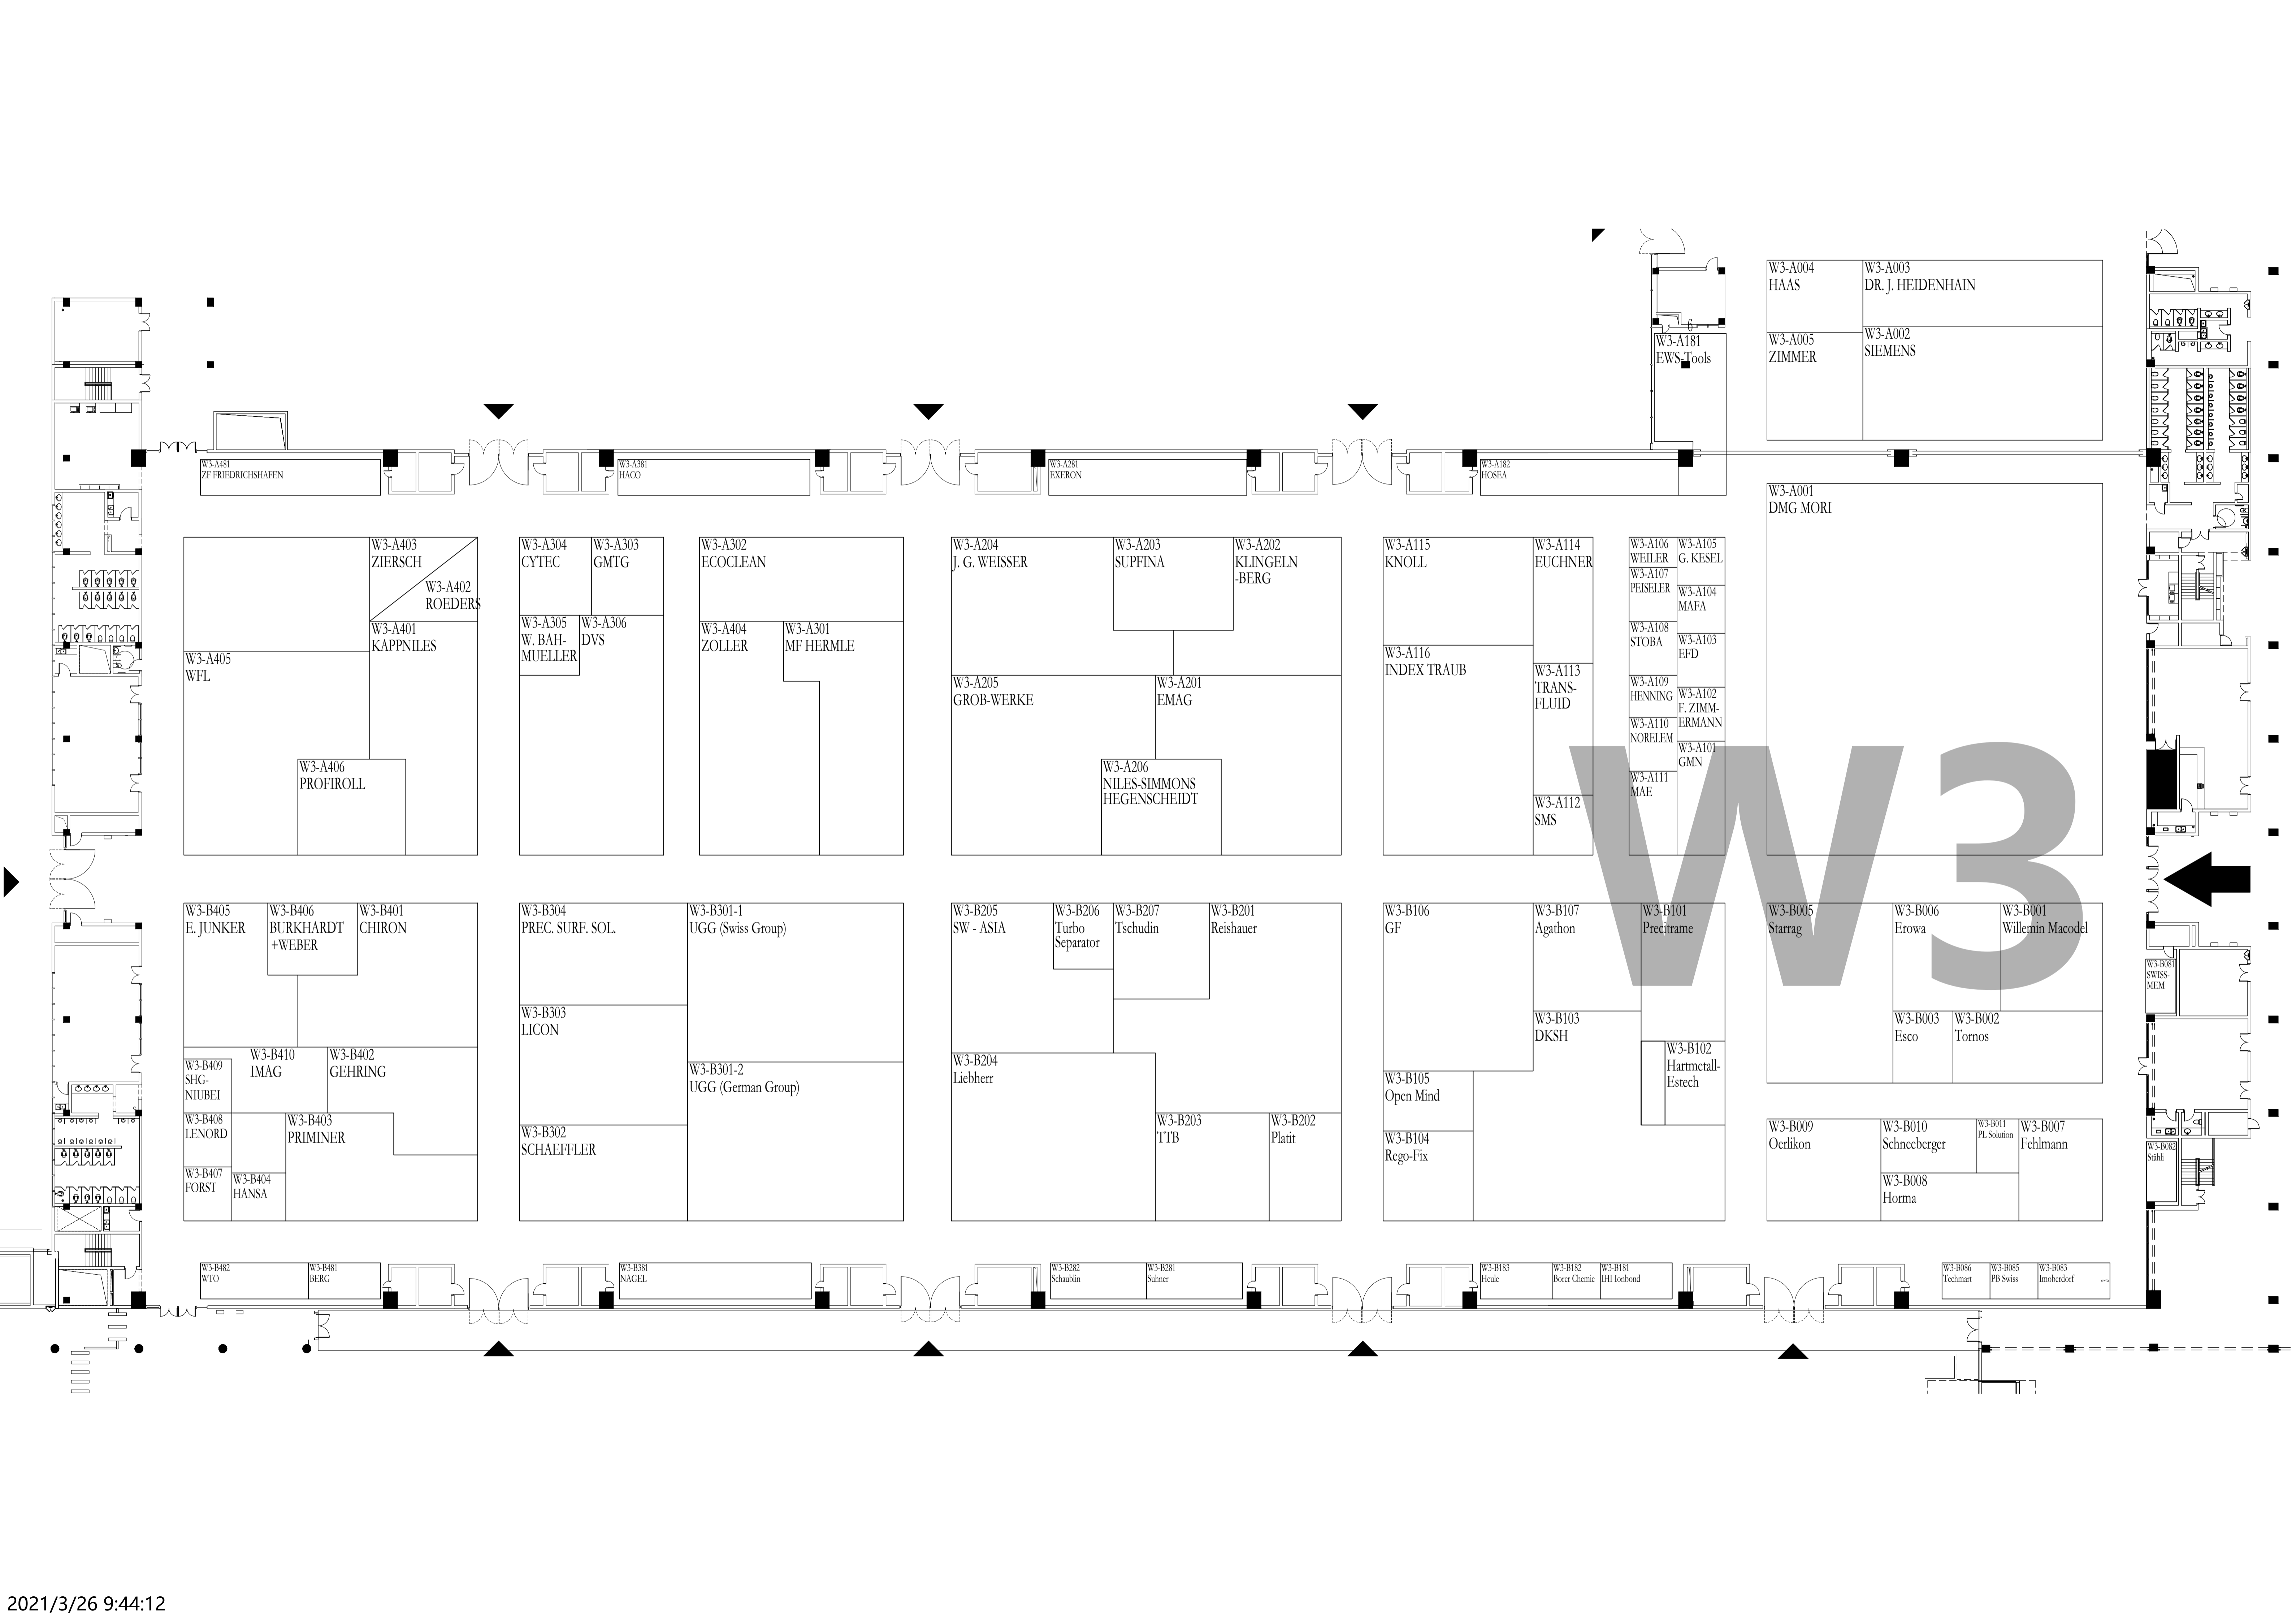 W3-A004
HAAS
W3-A003
DR. J. HEIDENHAIN
6
W3-A181
EWS-Tools
W3-A005
ZIMMER
W3-A002
SIEMENS
W3-A481
ZF FRIEDRICHSHAFEN
W3-A381
HACO
W3-A281
EXERON
W3-A182
HOSEA
W3-A001
DMG MORI
W3-A403
ZIERSCH
W3-A402
ROEDERS
W3-A401
KAPPNILES
W3-A405
WFL
W3-A406
PROFIROLL
W3-A304
CYTEC
W3-A303
GMTG
W3-A305
W. BAH-
MUELLER
W3-A306
DVS
W3-A302
ECOCLEAN
W3-A404
ZOLLER
W3-A301
MF HERMLE
W3-A204
J. G. WEISSER
W3-A203
SUPFINA
W3-A202
KLINGELN
-BERG
W3-A205
GROB-WERKE
W3-A201
EMAG
W3-A206
NILES-SIMMONS
HEGENSCHEIDT
W3-A115
KNOLL
W3-A114
EUCHNER
W3-A116
INDEX TRAUB
W3-A113
TRANS-
FLUID
W3-A112
SMS
W3-A106
WEILER
W3-A105
G. KESEL
W3-A107
PEISELER
W3-A104
MAFA
W3-A108
STOBA
W3-A103
EFD
W3-A109
HENNING
W3-A102
F. ZIMM-
ERMANN
W3-A110
NORELEM
W3-A101
GMN
W3-A111
MAE
W3
W3-B405
E. JUNKER
W3-B406
BURKHARDT
+WEBER
W3-B401
CHIRON
W3-B409
SHG-
NIUBEI
W3-B410
IMAG
W3-B402
GEHRING
W3-B408
LENORD
W3-B403
PRIMINER
W3-B407
FORST
W3-B404
HANSA
W3-B304
PREC. SURF. SOL.
W3-B301-1
UGG (Swiss Group)
W3-B303
LICON
W3-B301-2
UGG (German Group)
W3-B302
SCHAEFFLER
W3-B205
SW - ASIA
W3-B206
Turbo
Separator
W3-B207
Tschudin
W3-B201
Reishauer
W3-B204
Liebherr
W3-B203
TTB
W3-B202
Platit
W3-B106
GF
W3-B107
Agathon
W3-B101
Precitrame
W3-B103
DKSH
W3-B102
Hartmetall-
Estech
W3-B105
Open Mind
W3-B104
Rego-Fix
W3-B005
Starrag
W3-B006
Erowa
W3-B001
Willemin Macodel
W3-B003
Esco
W3-B002
Tornos
W3-B009
Oerlikon
W3-B010
Schneeberger
W3-B011
PL Solution
W3-B007
Fehlmann
W3-B008
Horma
W3-B081
SWISS-
MEM
W3-B082
Stähli
W3-B482
WTO
W3-B481
BERG
W3-B381
NAGEL
W3-B282
Schaublin
W3-B281
Suhner
W3-B183
Heule
W3-B182
Borer Chemie
W3-B181
IHI Ionbond
W3-B086
Techmart
W3-B085
PB Swiss
W3-B083
Imoberdorf
2021/3/26 9:44:12